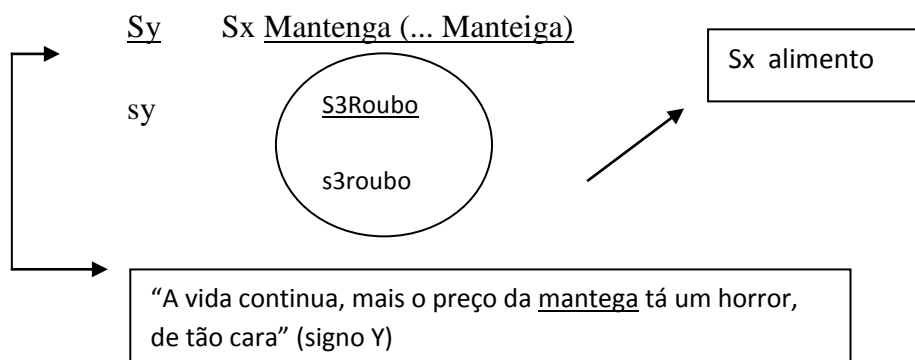 Sy Sx Mantenga (... Manteiga)
Sx alimento
sy
S3Roubo
s3roubo
“A vida continua, mais o preço da mantega tá um horror,
de tão cara” (signo Y)